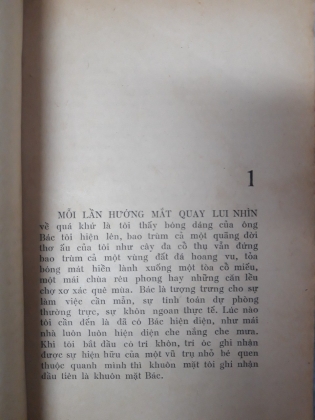 1
MỖI LẦN HƯỚNG MẮT QUAY LUI NHÌN
về quá khứ là tôi thấy bóng dáng của ông
Bác tôi hiện lên, bao trùm cả một quãng đời
thơ ấu của tôi như cây đa cổ thụ vẫn đứng
bao trùm cả một vùng đất đá hoang vu, tỏa
bóng mát hiền lành xuống một tòa cổ miếu,
một mái chùa rêu phong hay những căn lều
chợ xơ xác quê mùa. Bác là tượng trưng cho sự
làm việc cần mẫn, sự tính toán dự phòng
thường trực, sự khôn ngoan thực tế. Lúc nào
tôi cần đến là đã có Bác hiện diện, như mái
nhà luôn luôn hiện diện che nắng che mưa.
Khi tôi bắt đầu có trí khôn, trí óc ghi nhận
được sự hiện hữu của một vũ trụ nhỏ bé quen
thuộc quanh mình thì khuôn mặt tôi ghi nhận
đầu tiên là khuôn mặt Bác.